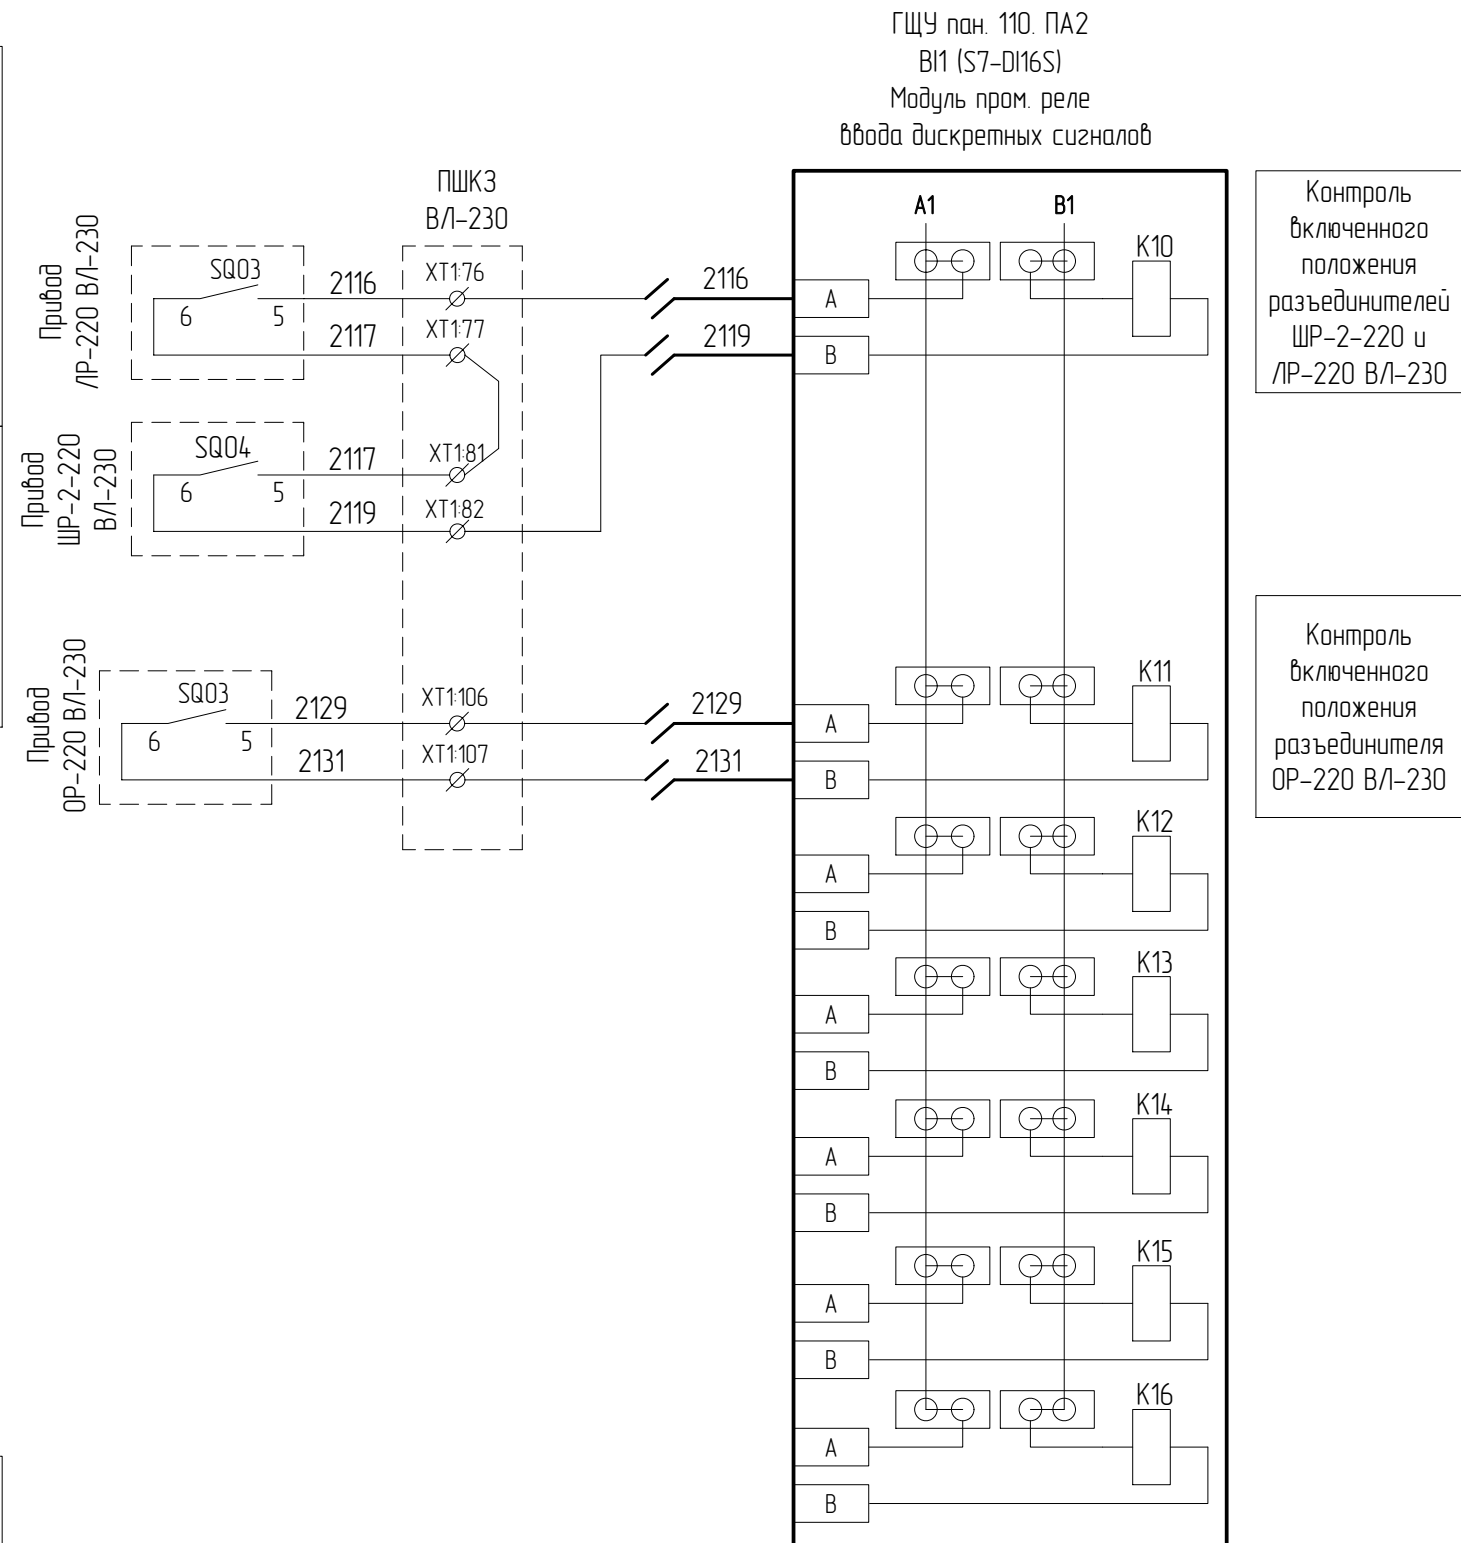 ГЩУ пан. 110. ПА2
BI1 (S7-DI16S)
Модуль пром. реле
ввода дискретных сигналов
ПШК3
ВЛ-230
Привод
ЛР-220 ВЛ-230
SQ03
6
5
2116
2117
XT1:76
XT1:77
2116
2119
Привод
ШР-2-220
ВЛ-230
SQ04
6
5
2117
2119
XT1:81
XT1:82
Привод
ОР-220 ВЛ-230
SQ03
6
5
2129
2131
XT1:106
XT1:107
2129
2131
A1
B1
A
B
K10
A
B
K11
A
B
K12
A
B
K13
A
B
K14
A
B
K15
A
B
K16
Контроль
включенного
положения
разъединителей
ШР-2-220 и
ЛР-220 ВЛ-230
Контроль
включенного
положения
разъединителя
ОР-220 ВЛ-230